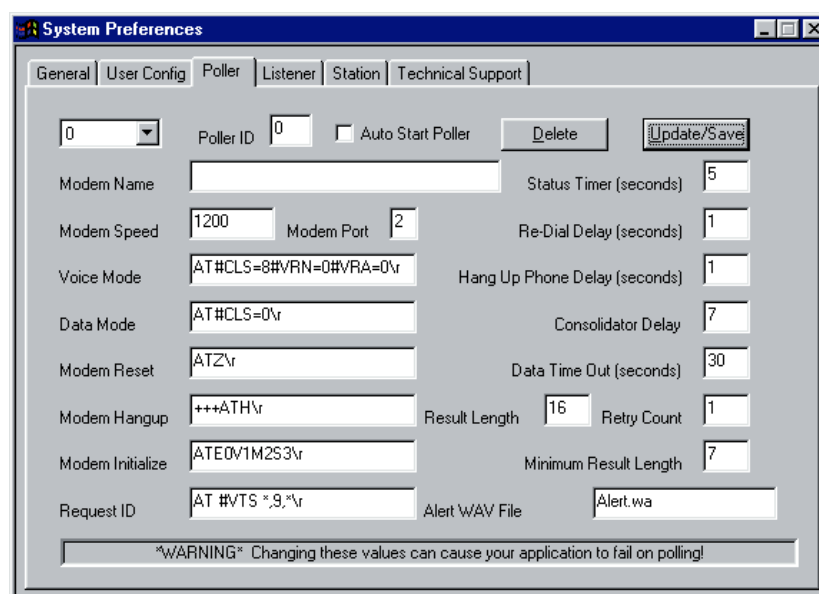 System Preferences
General User Config Poller Listener Station Technical Support
0 Poller ID 0 Auto Start Poller Delete Update/Save
Modem Name Status Timer (seconds) 5
Modem Speed 1200 Modem Port 2 Re-Dial Delay (seconds) 1
Voice Mode AT#CLS=8#VRN=0#VRA=0\r Hang Up Phone Delay (seconds) 1
Data Mode AT#CLS=0\r Consolidator Delay 7
Modem Reset ATZ\r Data Time Out (seconds) 30
Modem Hangup +++ATH\r Result Length 16 Retry Count 1
Modem Initialize ATE0V1M2S3\r Minimum Result Length 7
Request ID AT #VTS *,9,*\r Alert WAV File Alert.wa
*WARNING* Changing these values can cause your application to fail on polling!